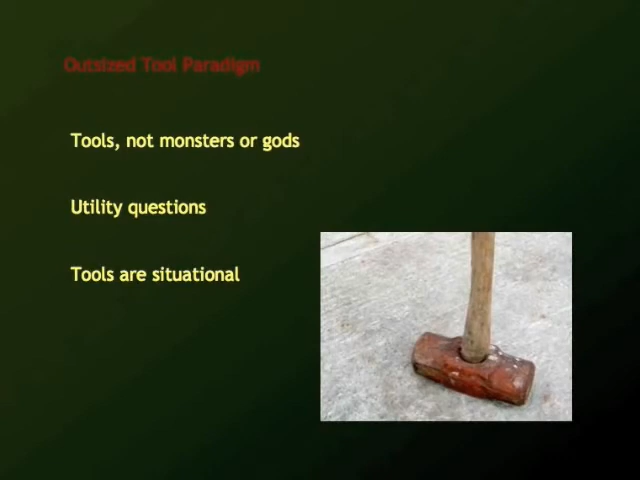 Outsized Tool Paradigm
Tools, not monsters or gods
Utility questions
Tools are situational